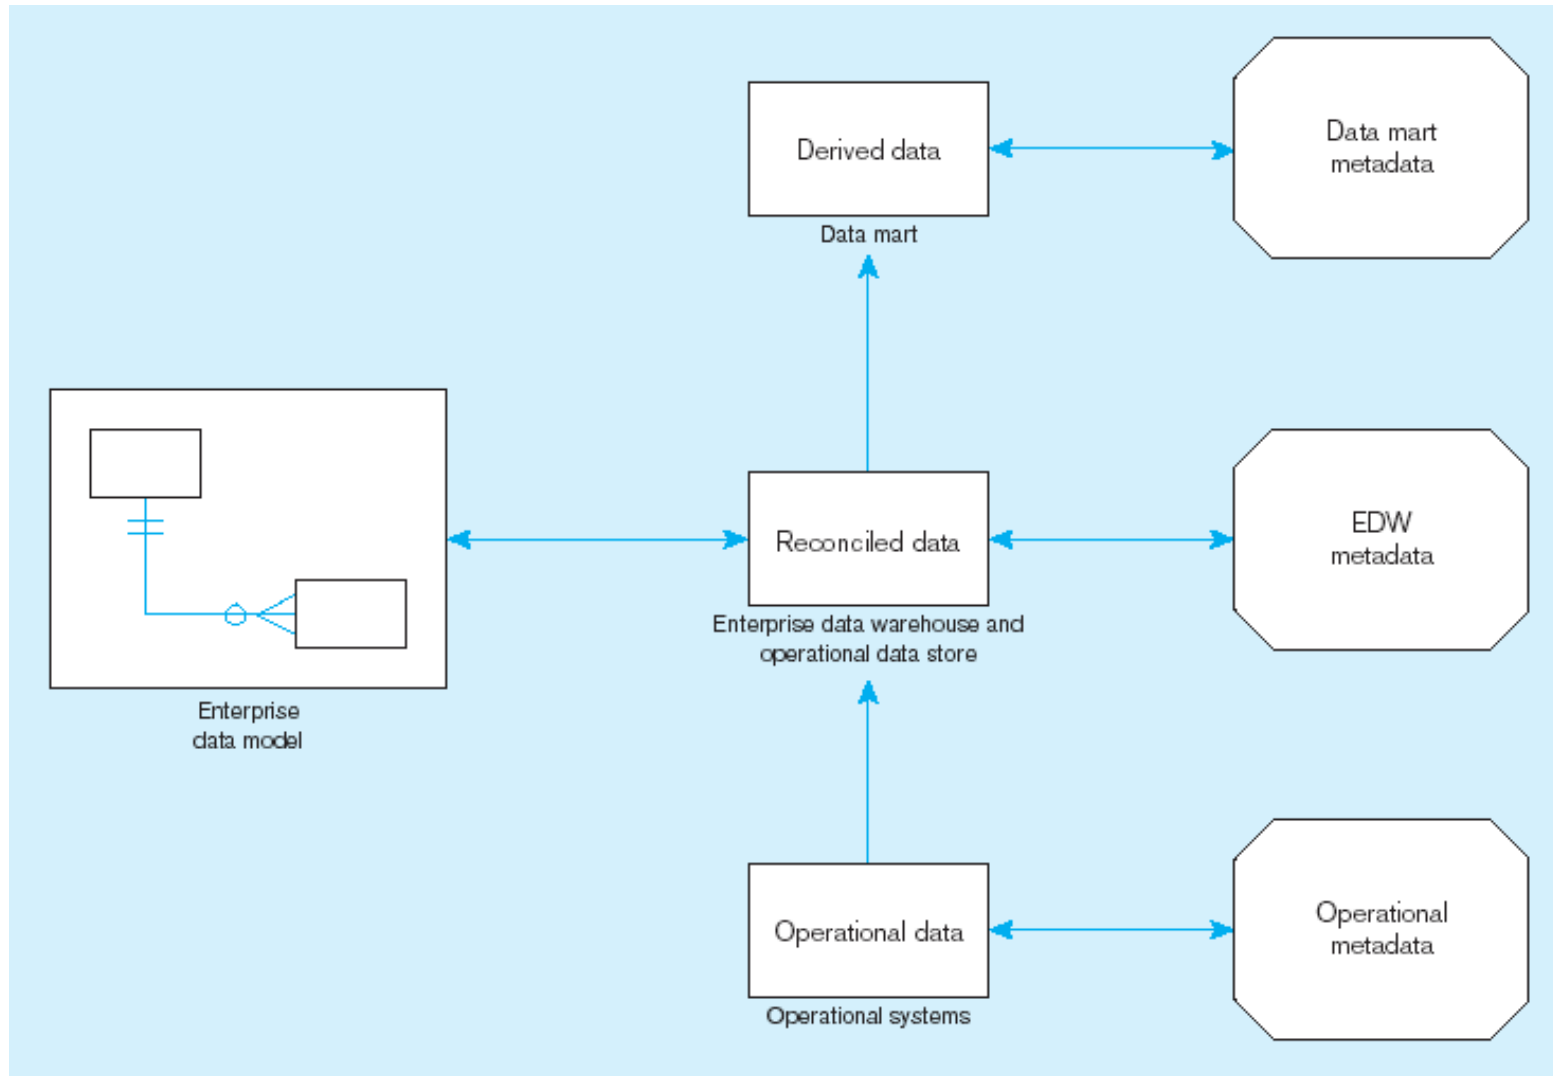 Derived data
Data mart
Data mart
metadata
Enterprise
data model
Reconciled data
Enterprise data warehouse and
operational data store
EDW
metadata
Operational data
Operational systems
Operational
metadata